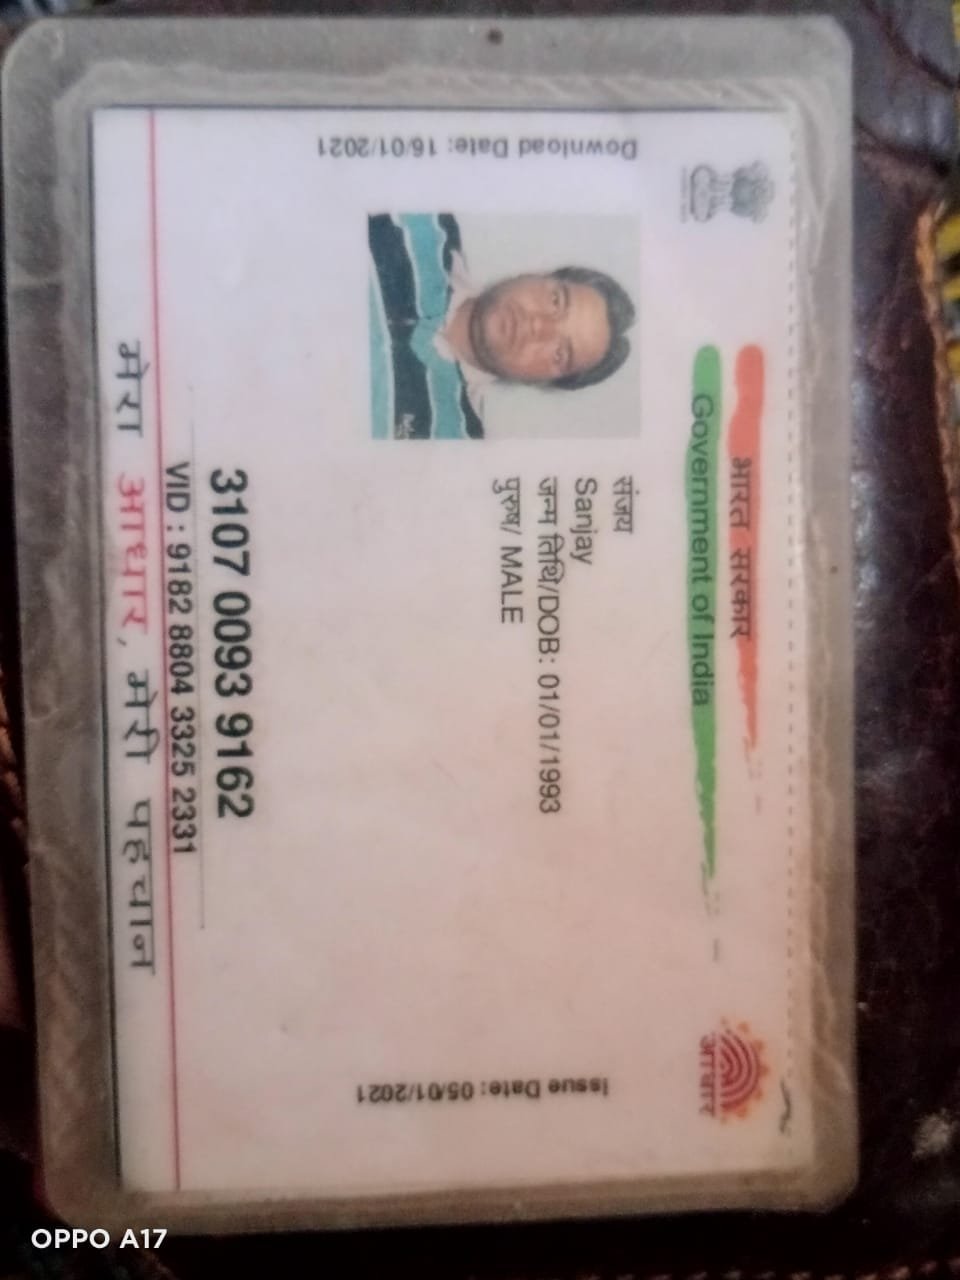 भारत सरकार
Government of India
आधार
Download Date: 16/01/2021
Issue Date: 05/01/2021
संजय
Sanjay
जन्म तिथि/DOB: 01/01/1993
पुरुष/ MALE
3107 0093 9162
VID : 9182 8804 3325 2331
मेरा आधार, मेरी पहचान
OPPO A17